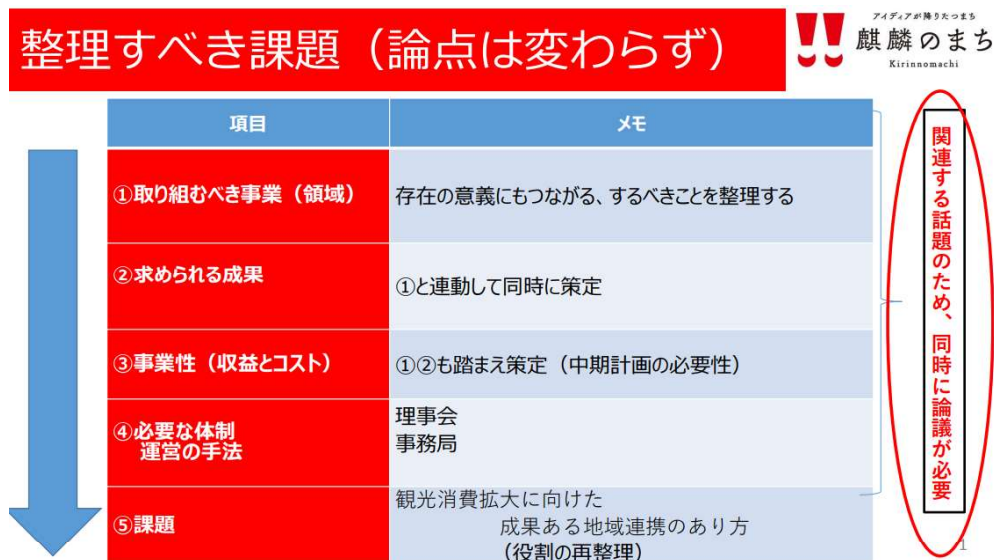 整理すべき課題（論点は変わらず）
アイディアが降りたつまち
麒麟のまち
Kirinnomachi
項目
メモ
①取り組むべき事業（領域）
存在の意義にもつながる、するべきことを整理する
②求められる成果
①と連動して同時に策定
③事業性（収益とコスト）
①②も踏まえ策定（中期計画の必要性）
④必要な体制
運営の手法
理事会
事務局
⑤課題
観光消費拡大に向けた
成果ある地域連携のあり方
（役割の再整理）
関連する話題のため、同時に論議が必要
1